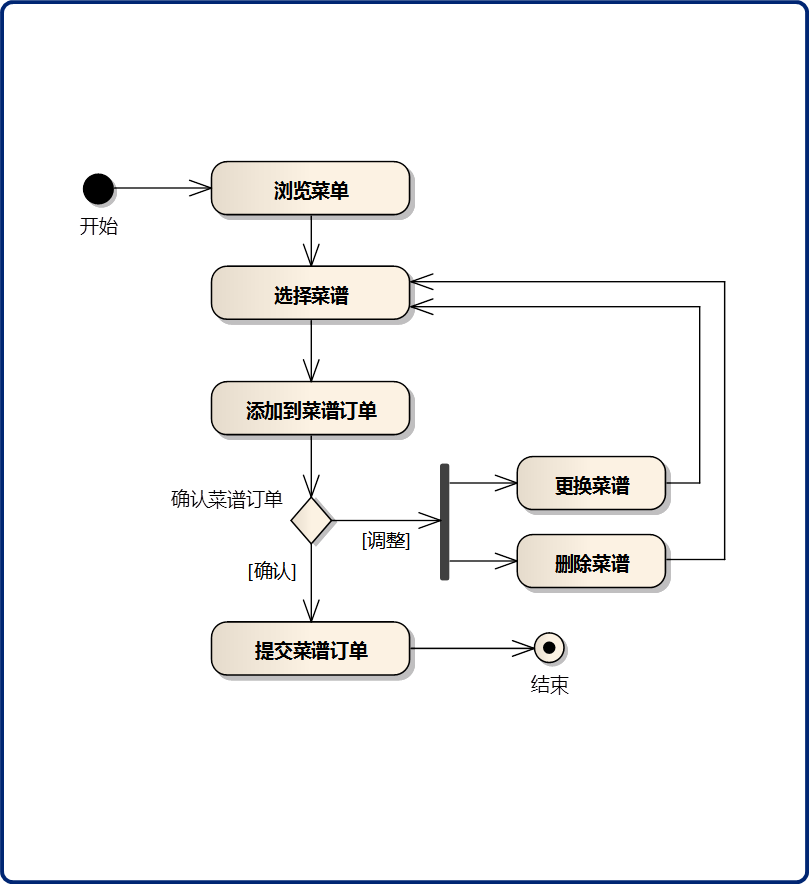 浏览菜单
开始
选择菜谱
添加到菜谱订单
更换菜谱
确认菜谱订单
[调整]
删除菜谱
[确认]
提交菜谱订单
结束